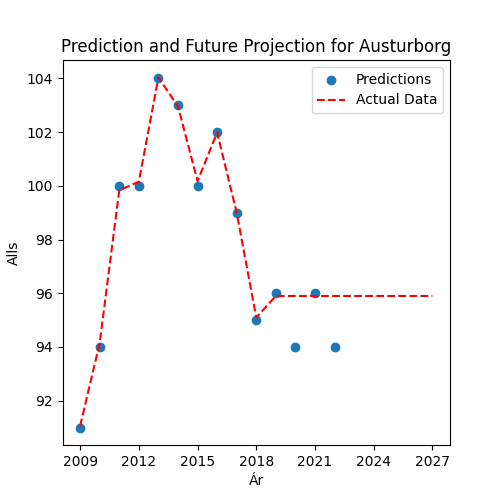 Prediction and Future Projection for Austurborg
Predictions
Actual Data
104
102
100
98
96
94
92
Alls
2009 2012 2015 2018 2021 2024 2027
Ár